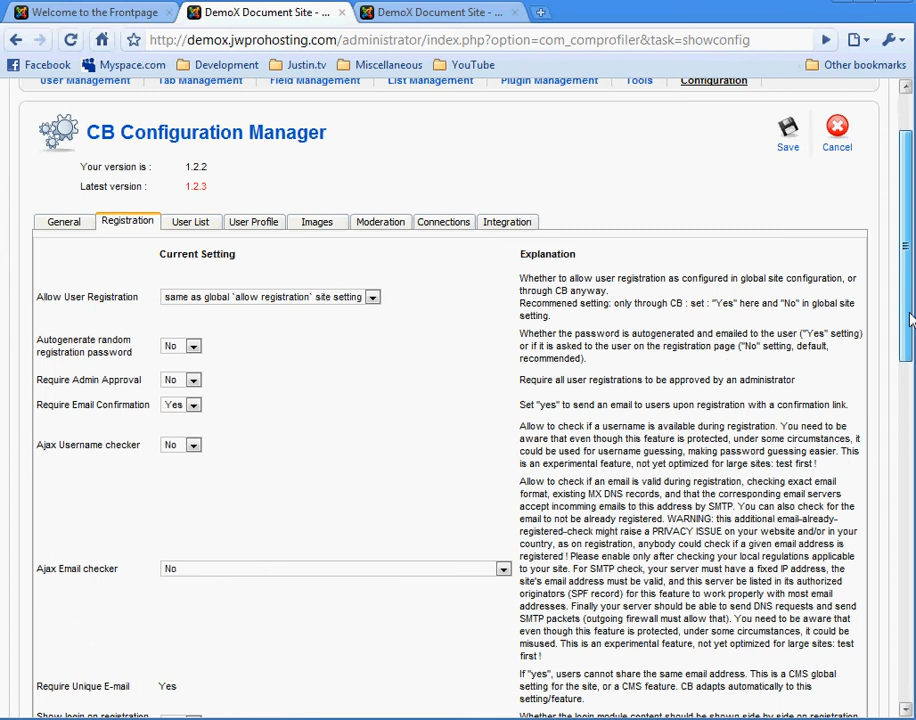 Welcome to the Frontpage
DemoX Document Site - ...
DemoX Document Site - ...
http://demox.jwprohosting.com/administrator/index.php?option=com_comprofiler&task=showconfig
Facebook
Myspace.com
Development
Justin.tv
Miscellaneous
YouTube
Other bookmarks
User Management
Tab Management
Field Management
List Management
Plugin Management
Tools
Configuration
CB Configuration Manager
Save
Cancel
Your version is :
1.2.2
Latest version :
1.2.3
General
Registration
User List
User Profile
Images
Moderation
Connections
Integration
Current Setting
Explanation
Allow User Registration
same as global `allow registration` site setting
Whether to allow user registration as configured in global site configuration, or
through CB anyway.
Recommened setting: only through CB : set : "Yes" here and "No" in global site
setting.
Autogenerate random
registration password
No
Whether the password is autogenerated and emailed to the user ("Yes" setting)
or if it is asked to the user on the registration page ("No" setting, default,
recommended).
Require Admin Approval
No
Require all user registrations to be approved by an administrator
Require Email Confirmation
Yes
Set "yes" to send an email to users upon registration with a confirmation link.
Ajax Username checker
No
Allow to check if a username is available during registration. You need to be
aware that even though this feature is protected, under some circumstances, it
could be used for username guessing, making password guessing easier. This
is an experimental feature, not yet optimized for large sites: test first !
Ajax Email checker
No
Allow to check if an email is valid during registration, checking exact email
format, existing MX DNS records, and that the corresponding email servers
accept incomming emails to this address by SMTP. You can also check for the
email to not be already registered. WARNING: this additional email-already-
registered-check might raise a PRIVACY ISSUE on your website and/or in your
country, as on registration, anybody could check if a given email address is
registered ! Please enable only after checking your local regulations applicable
to your site. For SMTP check, your server must have a fixed IP address, the
site's email address must be valid, and this server be listed in its authorized
originators (SPF record) for this feature to work properly with most email
addresses. Finally your server should be able to send DNS requests and send
SMTP packets (outgoing firewall must allow that). You need to be aware that
even though this feature is protected, under some circumstances, it could be
misused. This is an experimental feature, not yet optimized for large sites: test
first !
Require Unique E-mail
Yes
If "yes", users cannot share the same email address. This is a CMS global
setting for the site, or a CMS feature. CB adapts automatically to this
setting/feature.
Show login on registration
Whether the login module content should be shown side by side on registration